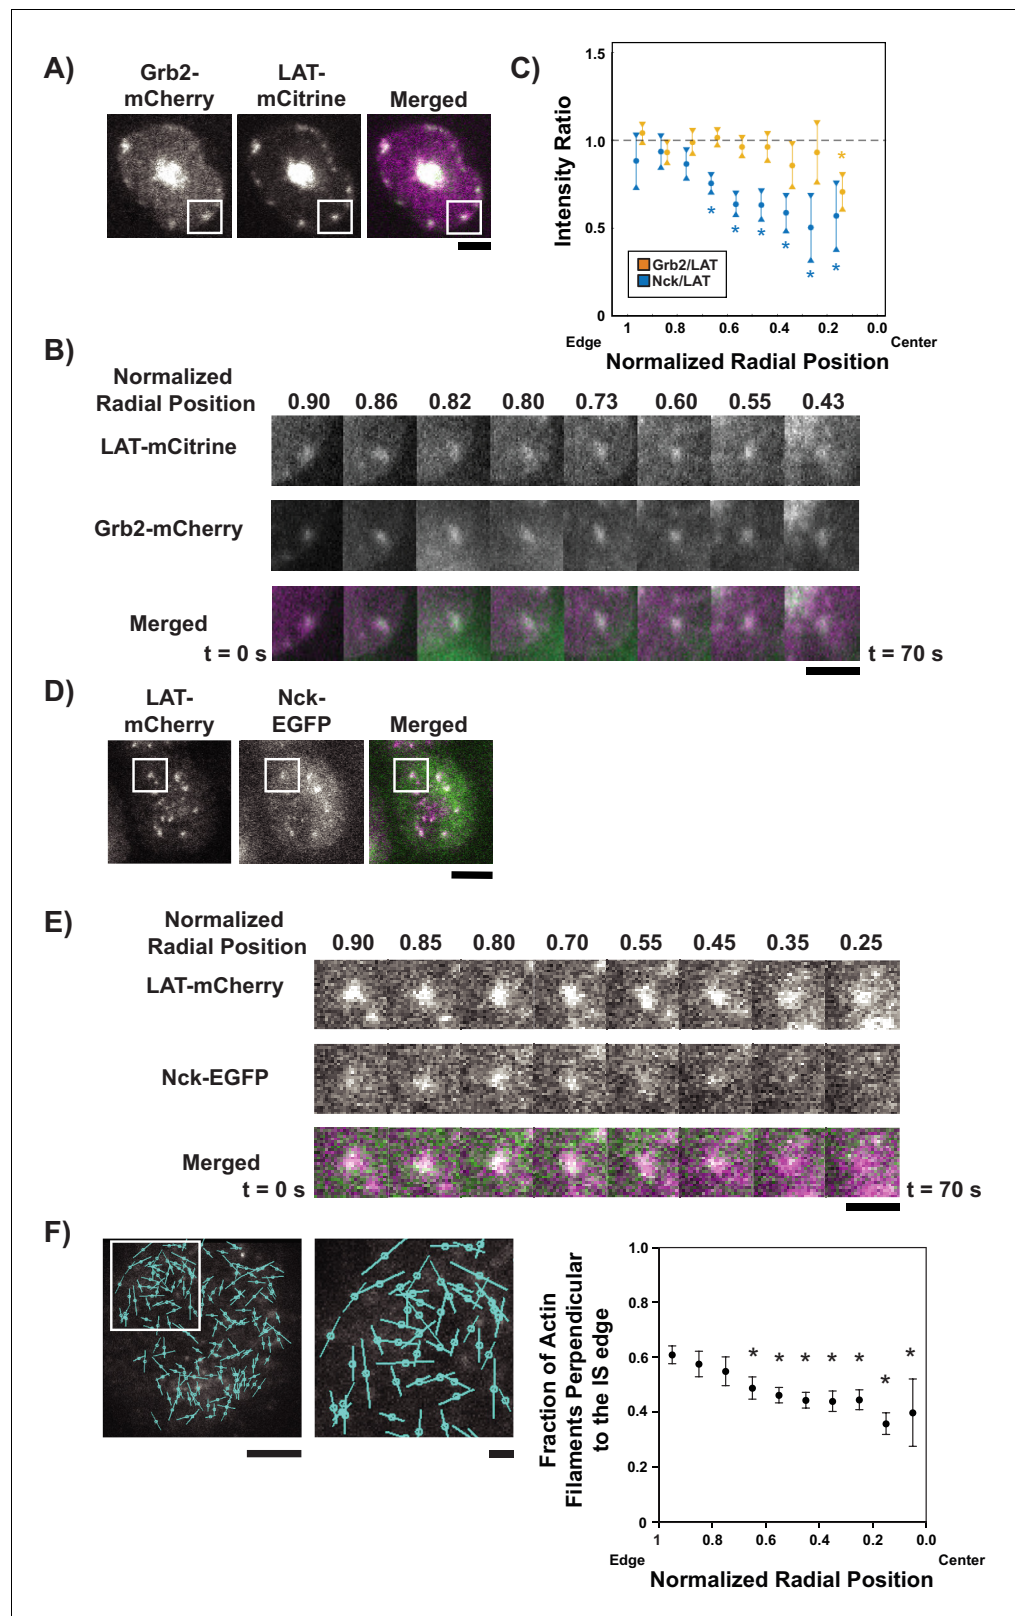 A)
Grb2-
mCherry
LAT-
mCitrine
Merged
C)
1.5
1.0
0.5
0
Intensity Ratio
*
* * * * * *
Grb2/LAT
Nck/LAT
1 0.8 0.6 0.4 0.2 0.0
Edge Center
Normalized Radial Position
B)
Normalized
Radial Position 0.90 0.86 0.82 0.80 0.73 0.60 0.55 0.43
LAT-mCitrine
Grb2-mCherry
Merged
t = 0 s t = 70 s
D)
LAT-
mCherry
Nck-
EGFP
Merged
E)
Normalized
Radial Position 0.90 0.85 0.80 0.70 0.55 0.45 0.35 0.25
LAT-mCherry
Nck-EGFP
Merged
t = 0 s t = 70 s
F)
Fraction of Actin
Filaments Perpendicular
to the IS edge
1.0
0.8
0.6
0.4
0.2
0
* * * * * * *
1 0.8 0.6 0.4 0.2 0.0
Edge Center
Normalized Radial Position